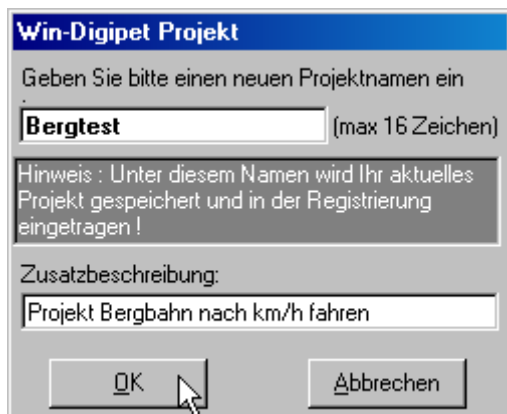 Win-Digipet Projekt
Geben Sie bitte einen neuen Projektnamen ein
:
Bergtest (max 16 Zeichen)
Hinweis : Unter diesem Namen wird Ihr aktuelles
Projekt gespeichert und in der Registrierung
eingetragen !
Zusatzbeschreibung:
Projekt Bergbahn nach km/h fahren
OK Abbrechen